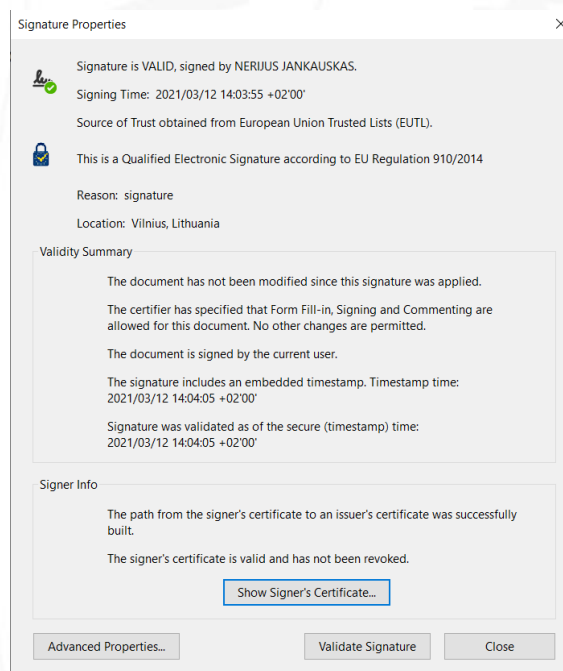 Signature Properties
Signature is VALID, signed by NERIJUS JANKAUSKAS.
Signing Time: 2021/03/12 14:03:55 +02'00'
Source of Trust obtained from European Union Trusted Lists (EUTL).
This is a Qualified Electronic Signature according to EU Regulation 910/2014
Reason: signature
Location: Vilnius, Lithuania
Validity Summary
The document has not been modified since this signature was applied.
The certifier has specified that Form Fill-in, Signing and Commenting are
allowed for this document. No other changes are permitted.
The document is signed by the current user.
The signature includes an embedded timestamp. Timestamp time:
2021/03/12 14:04:05 +02'00'
Signature was validated as of the secure (timestamp) time:
2021/03/12 14:04:05 +02'00'
Signer Info
The path from the signer's certificate to an issuer's certificate was successfully
built.
The signer's certificate is valid and has not been revoked.
Show Signer's Certificate...
Advanced Properties...
Validate Signature
Close